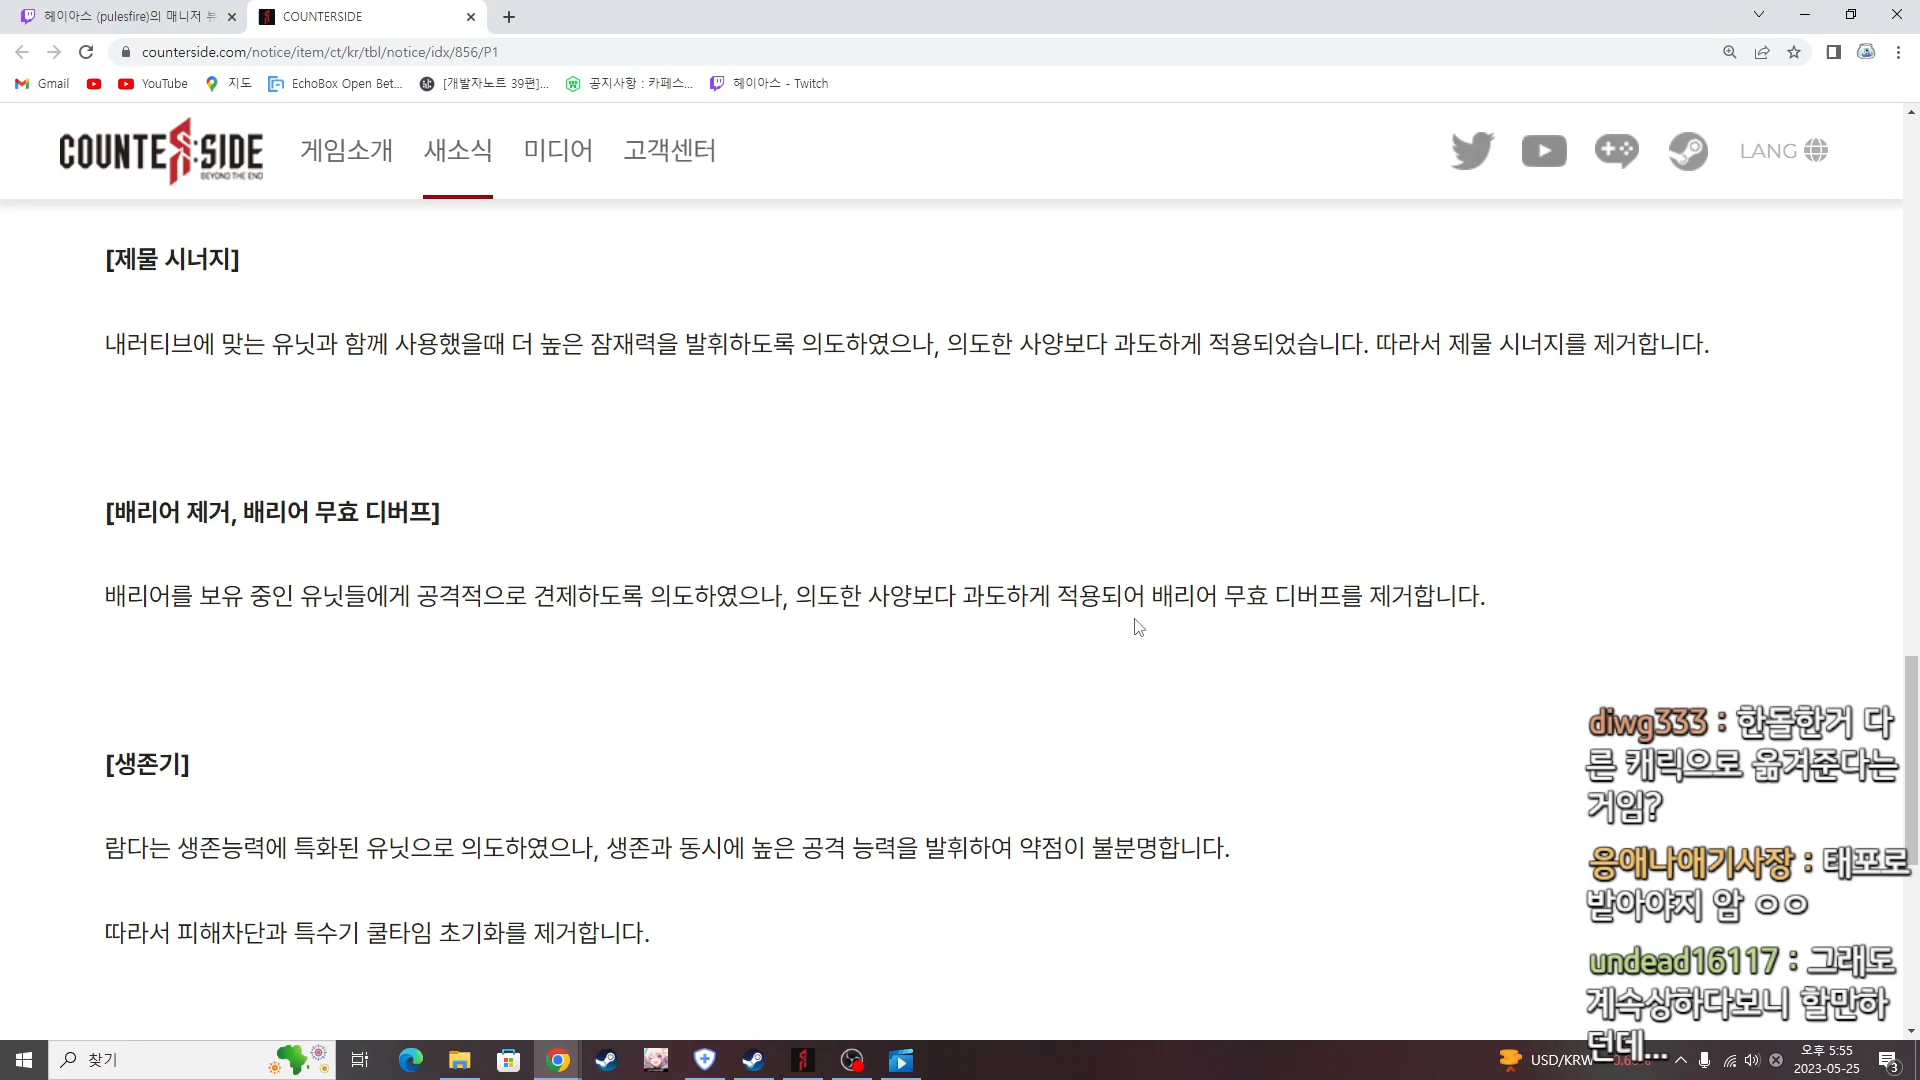 헤이아스 (pulesfire)의 매니저 뷰
COUNTERSIDE
counterside.com/notice/item/ct/kr/tbl/notice/idx/856/P1
Gmail
YouTube
지도
EchoBox Open Bet...
[개발자노트 39편]...
공지사항 : 카페스...
헤이아스 - Twitch
COUNTER:SIDE
BEYOND THE END
게임소개
새소식
미디어
고객센터
LANG
[제물 시너지]
내러티브에 맞는 유닛과 함께 사용했을때 더 높은 잠재력을 발휘하도록 의도하였으나, 의도한 사양보다 과도하게 적용되었습니다. 따라서 제물 시너지를 제거합니다.
[배리어 제거, 배리어 무효 디버프]
배리어를 보유 중인 유닛들에게 공격적으로 견제하도록 의도하였으나, 의도한 사양보다 과도하게 적용되어 배리어 무효 디버프를 제거합니다.
[생존기]
람다는 생존능력에 특화된 유닛으로 의도하였으나, 생존과 동시에 높은 공격 능력을 발휘하여 약점이 불분명합니다.
따라서 피해차단과 특수기 쿨타임 초기화를 제거합니다.
diwg333 : 한돌한거 다
른 캐릭으로 옮겨준다는
거임?
응애나애기사장 : 태포로
받아야지 암 ㅇㅇ
undead16117 : 그래도
계속상하다보니 할만하
던데...
찾기
USD/KRW
오후 5:55
2023-05-25
3